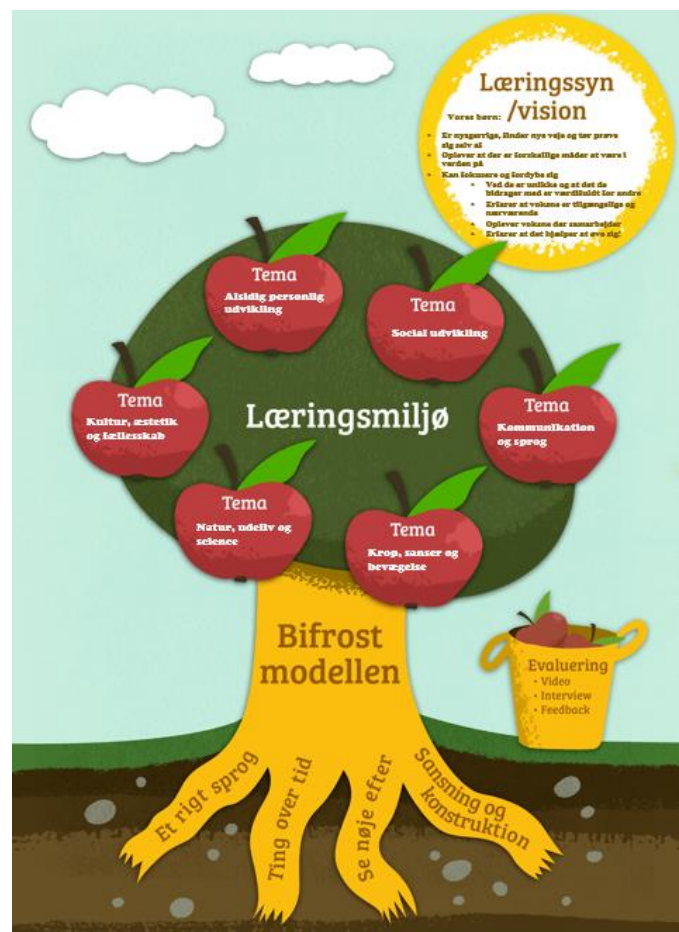 Læringssyn
/vision
Vores børn:
• Er nysgerrige, finder nye veje og tør prøve
sig selv af
• Oplever at der er forskellige måder at være i
verden på
• Kan fokusere og fordybe sig
• Ved de er unikke og at det de
bidrager med er værdifuldt for andre
• Erfarer at voksne er tilgængelige og
nærværende
• Oplever voksne der samarbejder
• Erfarer at det hjælper at øve sig!
Tema
Alsidig personlig
udvikling
Tema
Social udvikling
Tema
Kultur, æstetik
og fællesskab
Læringsmiljø
Tema
Kommunikation
og sprog
Tema
Natur, udeliv og
science
Tema
Krop, sanser og
bevægelse
Bifrost
modellen
Evaluering
• Video
• Interview
• Feedback
Et rigt sprog
Ting over tid
Se nøje efter
Sansning og
konstruktion